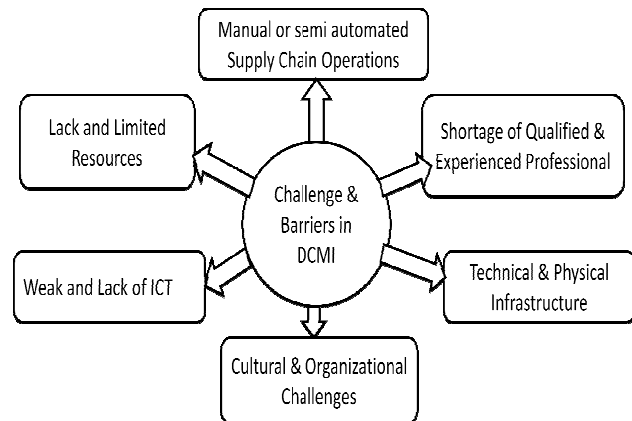 Manual or semi automated
Supply Chain Operations
Lack and Limited
Resources
Shortage of Qualified &
Experienced Professional
Challenge &
Barriers in
DCMI
Weak and Lack of ICT
Technical & Physical
Infrastructure
Cultural & Organizational
Challenges